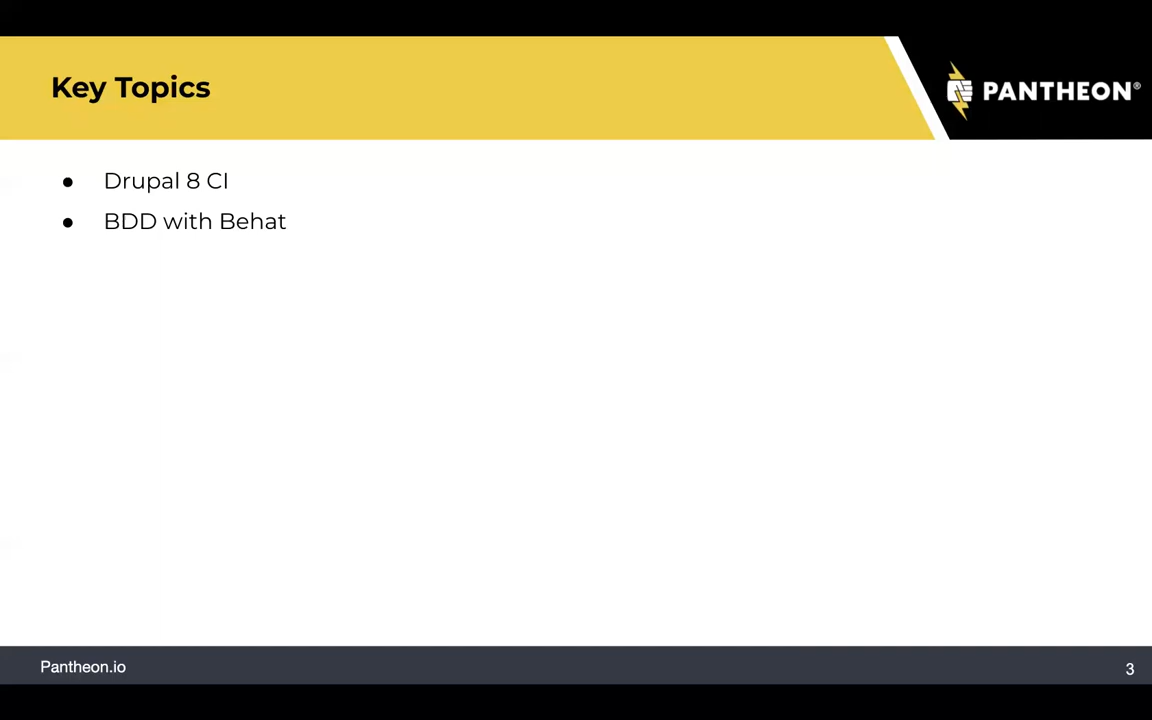 Key Topics
PANTHEON®
● Drupal 8 CI
● BDD with Behat
Pantheon.io
3